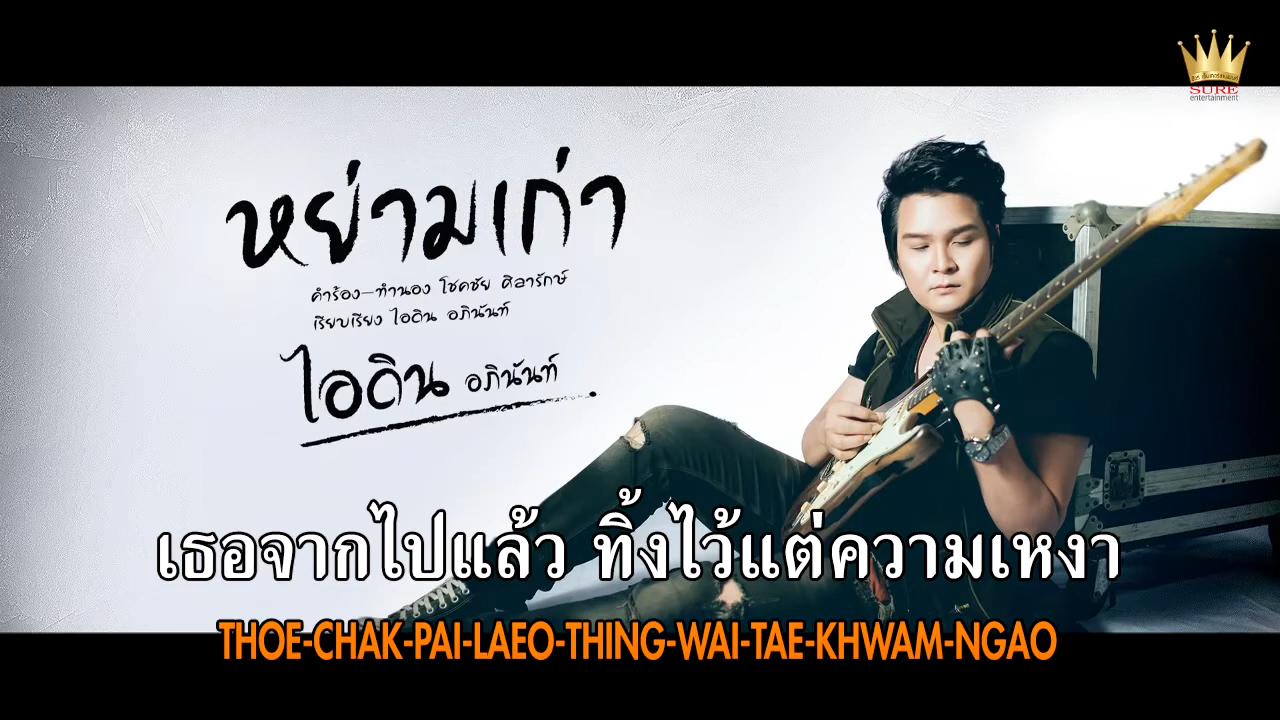 SURE
entertainment
หย่ามเก่า
คำร้อง-ทำนอง โชคชัย ศิลารักษ์
เรียบเรียง ไอดิน อภินันท์
ไอดิน อภินันท์
เธอจากไปแล้ว ทิ้งไว้แต่ความเหงา
THOE-CHAK-PAI-LAEO-THING-WAI-TAE-KHWAM-NGAO